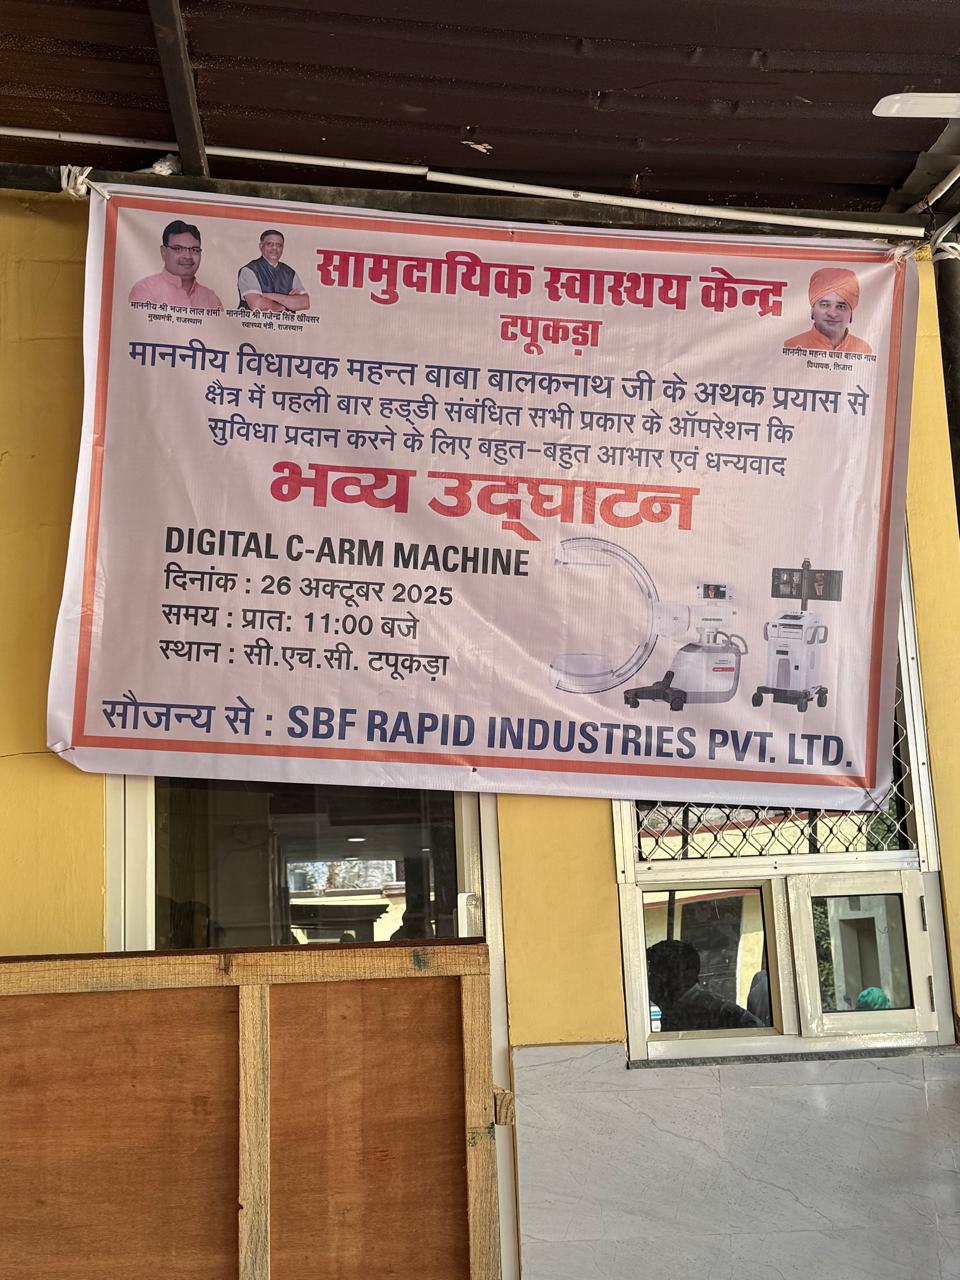 सामुदायिक स्वास्थय केन्द्र
टपूकड़ा
माननीय श्री भजन लाल शर्मा
मुख्यमंत्री, राजस्थान
माननीय श्री गजेन्द्र सिंह खींवसर
स्वास्थ्य मंत्री, राजस्थान
माननीय महन्त बाबा बालक नाथ
विधायक, तिजारा
माननीय विधायक महन्त बाबा बालकनाथ जी के अथक प्रयास से
क्षैत्र में पहली बार हड्डी संबंधित सभी प्रकार के ऑपरेशन कि
सुविधा प्रदान करने के लिए बहुत-बहुत आभार एवं धन्यवाद
भव्य उद्घाटन
DIGITAL C-ARM MACHINE
दिनांक : 26 अक्टूबर 2025
समय : प्रात: 11:00 बजे
स्थान : सी.एच.सी. टपूकड़ा
सौजन्य से : SBF RAPID INDUSTRIES PVT. LTD.